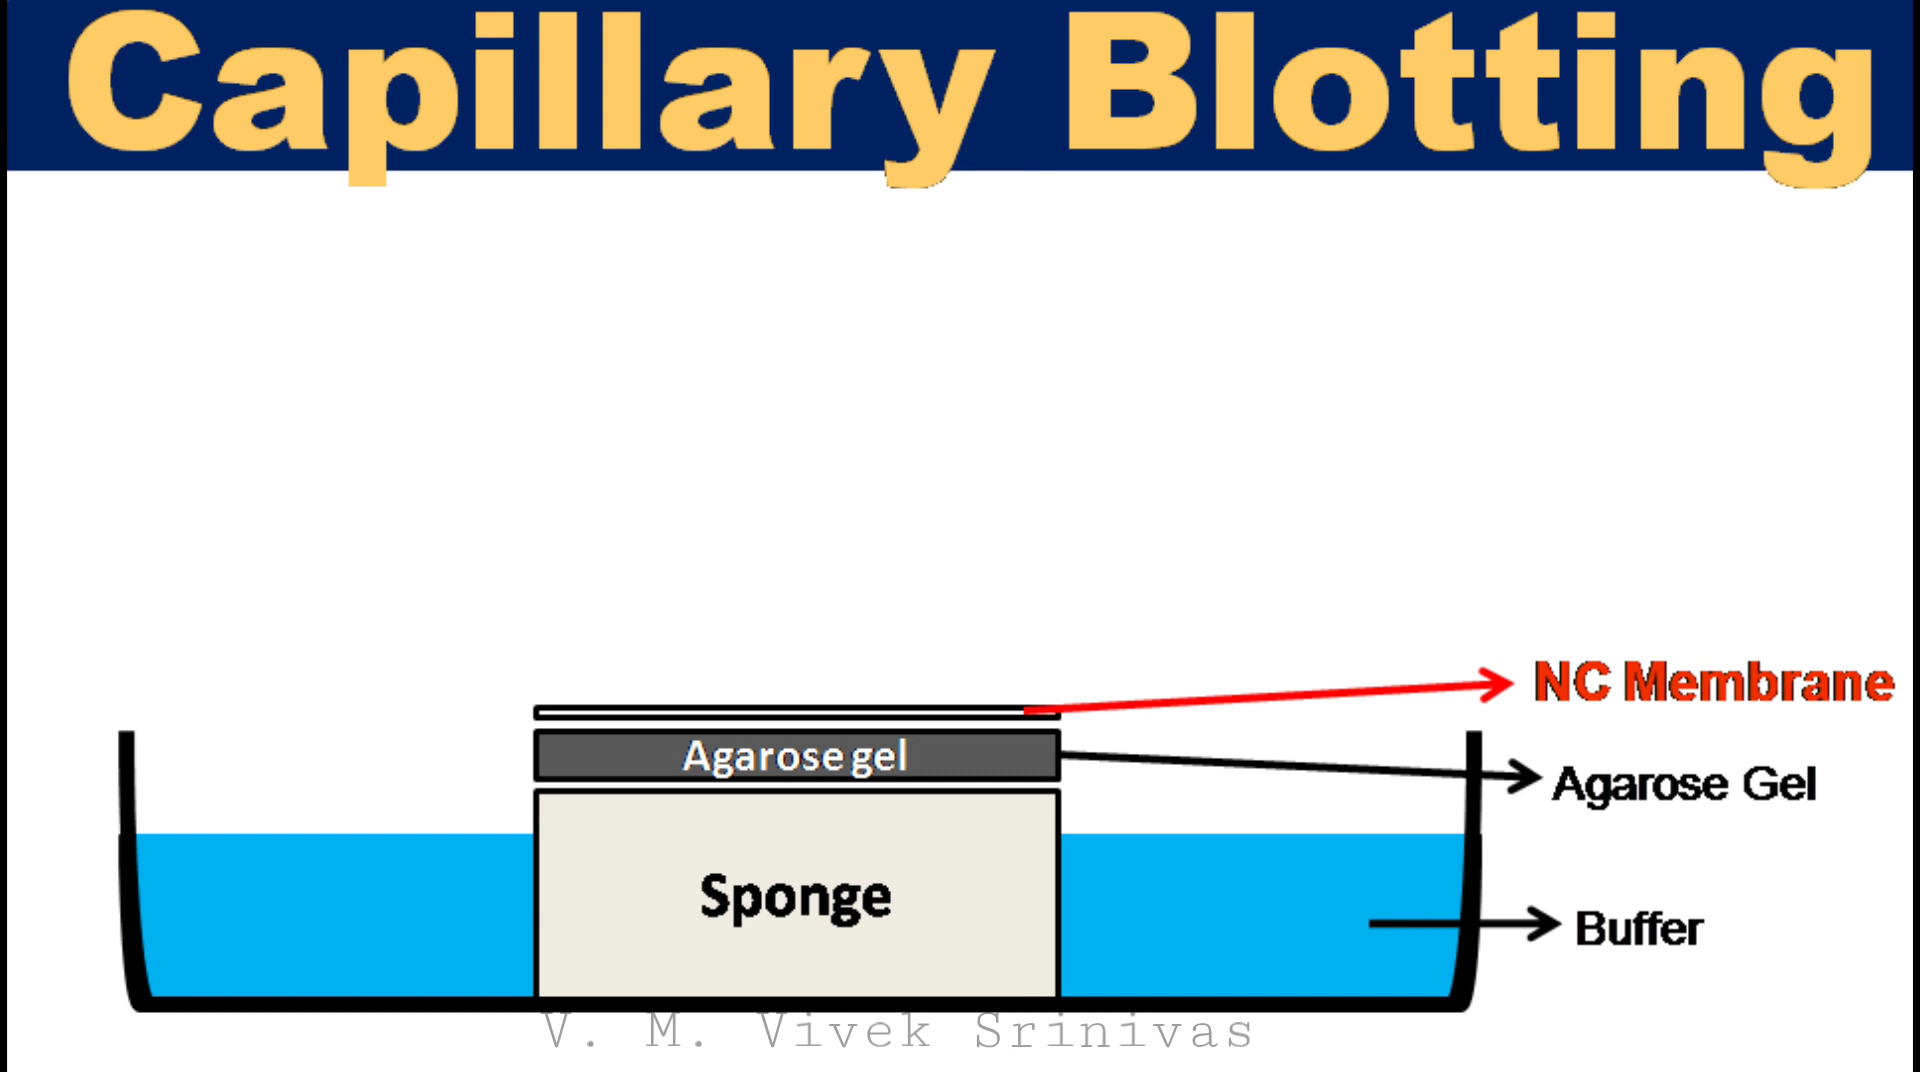 Capillary Blotting
NC Membrane
Agarose gel
Agarose Gel
Sponge
Buffer
V. M. Vivek Srinivas